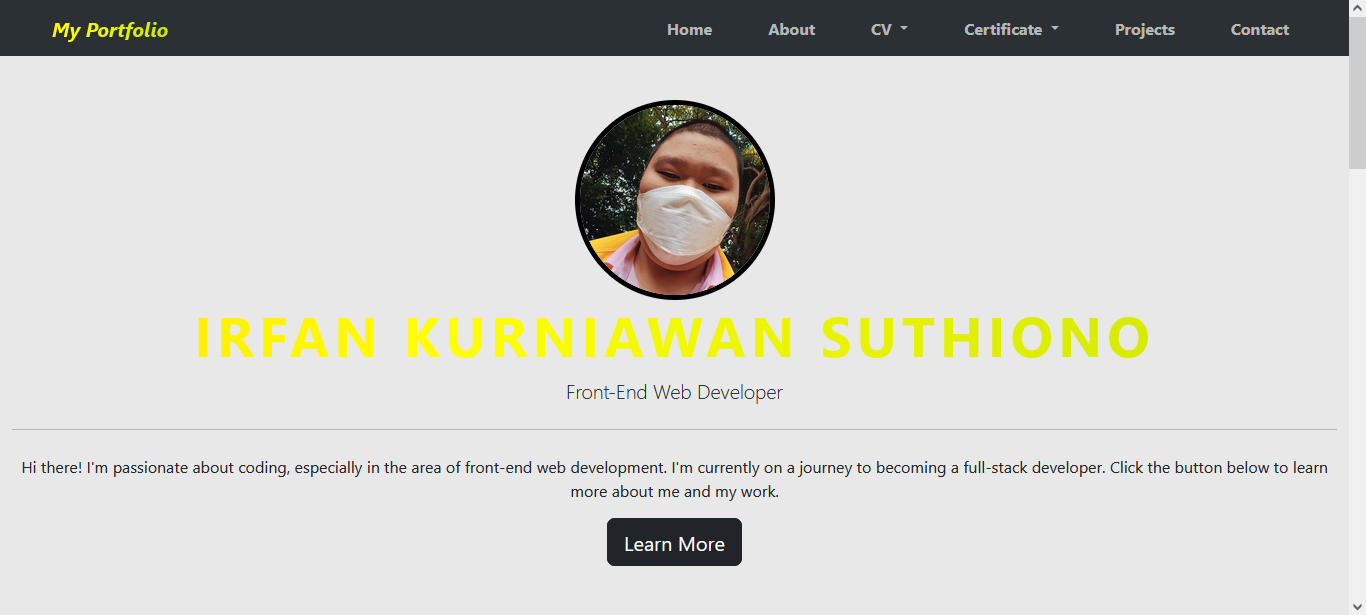 My Portfolio
Home
About
CV
Certificate
Projects
Contact
IRFAN KURNIAWAN SUTHIONO
Front-End Web Developer
Hi there! I'm passionate about coding, especially in the area of front-end web development. I'm currently on a journey to becoming a full-stack developer. Click the button below to learn
more about me and my work.
Learn More